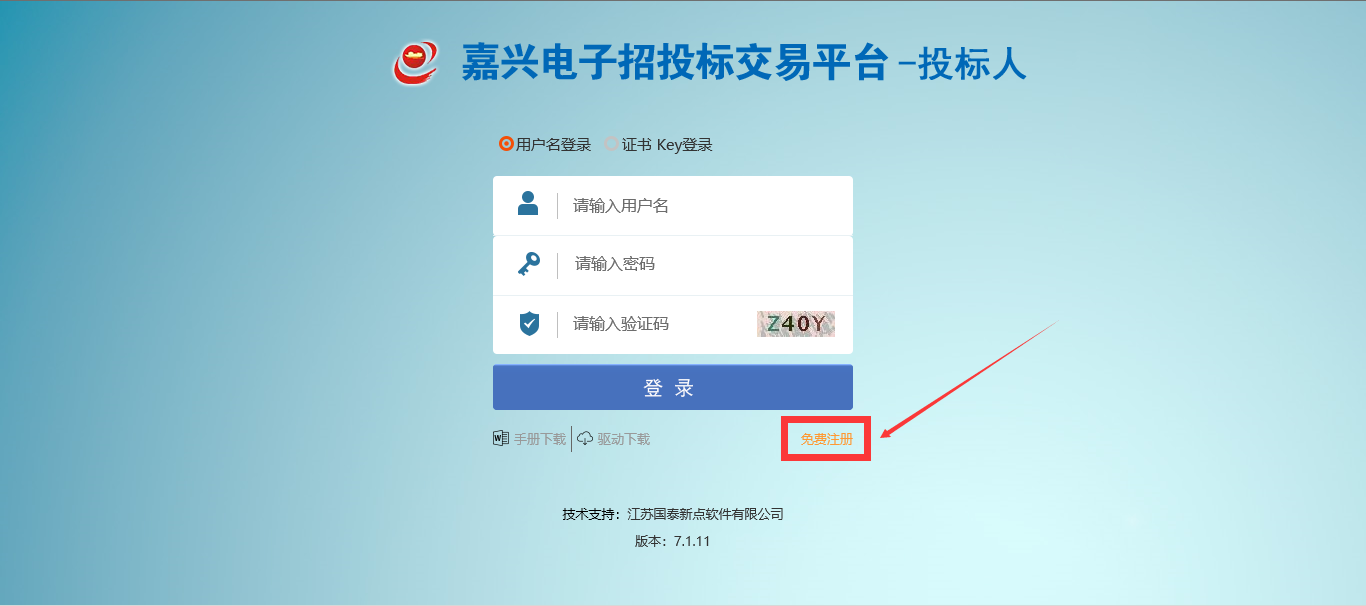 嘉兴电子招投标交易平台 -投标人
用户名登录 证书 Key登录
请输入用户名
请输入密码
请输入验证码 Z40Y
登 录
手册下载 驱动下载 免费注册
技术支持：江苏国泰新点软件有限公司
版本：7.1.11